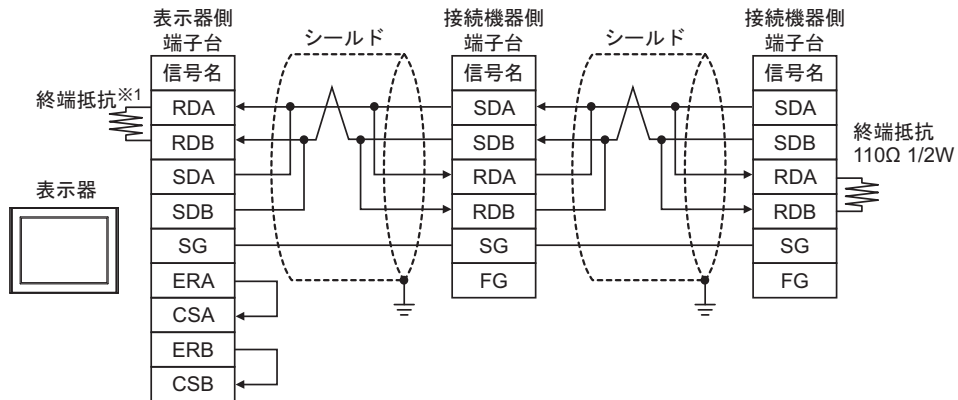 表示器側
端子台
信号名
RDA
RDB
SDA
SDB
SG
ERA
CSA
ERB
CSB
終端抵抗※1
表示器
シールド
接続機器側
端子台
信号名
SDA
SDB
RDA
RDB
SG
FG
シールド
接続機器側
端子台
信号名
SDA
SDB
RDA
RDB
SG
FG
終端抵抗
110Ω 1/2W